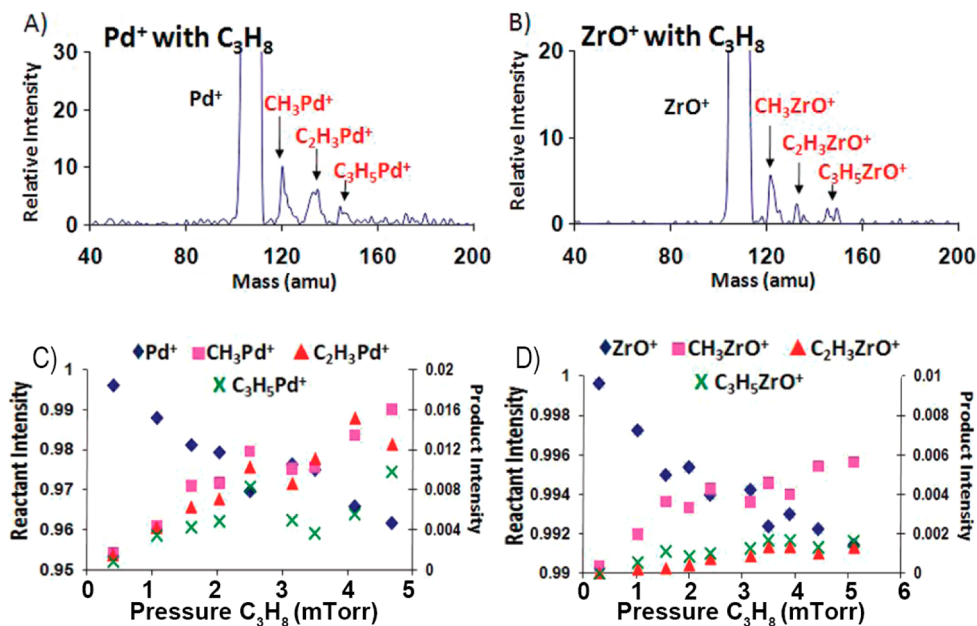 A)
Pd⁺ with C₃H₈
30
20
10
0
Relative Intensity
Pd⁺
CH₃Pd⁺
C₂H₃Pd⁺
C₃H₅Pd⁺
40 80 120 160 200
Mass (amu)
B)
ZrO⁺ with C₃H₈
20
10
0
Relative Intensity
ZrO⁺
CH₃ZrO⁺
C₂H₃ZrO⁺
C₃H₅ZrO⁺
40 80 120 160 200
Mass (amu)
C)
Pd⁺ CH₃Pd⁺ C₂H₃Pd⁺
C₃H₅Pd⁺
Reactant Intensity
1
0.99
0.98
0.97
0.96
0.95
0.02
0.016
0.012
0.008
0.004
0
Product Intensity
0 1 2 3 4 5
Pressure C₃H₈ (mTorr)
D)
ZrO⁺ CH₃ZrO⁺ C₂H₃ZrO⁺
C₃H₅ZrO⁺
Reactant Intensity
1
0.998
0.996
0.994
0.992
0.99
0.01
0.008
0.006
0.004
0.002
0
Product Intensity
0 1 2 3 4 5 6
Pressure C₃H₈ (mTorr)